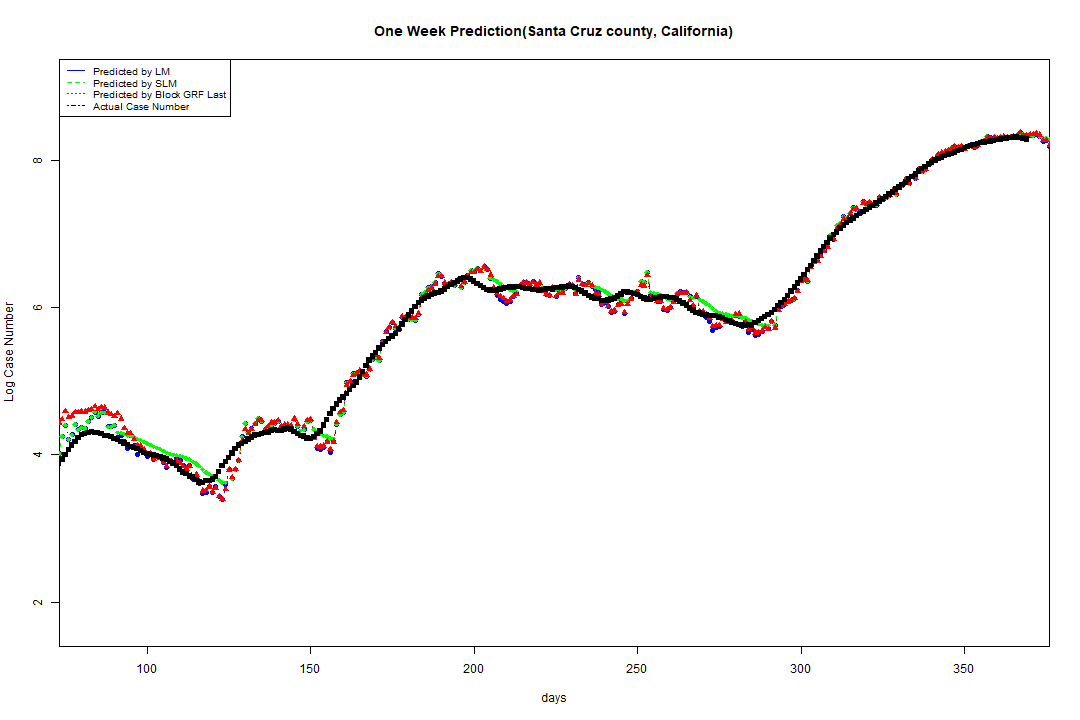 One Week Prediction(Santa Cruz county, California)
Predicted by LM
Predicted by SLM
Predicted by Block GRF Last
Actual Case Number
8
6
4
2
Log Case Number
100 150 200 250 300 350
days